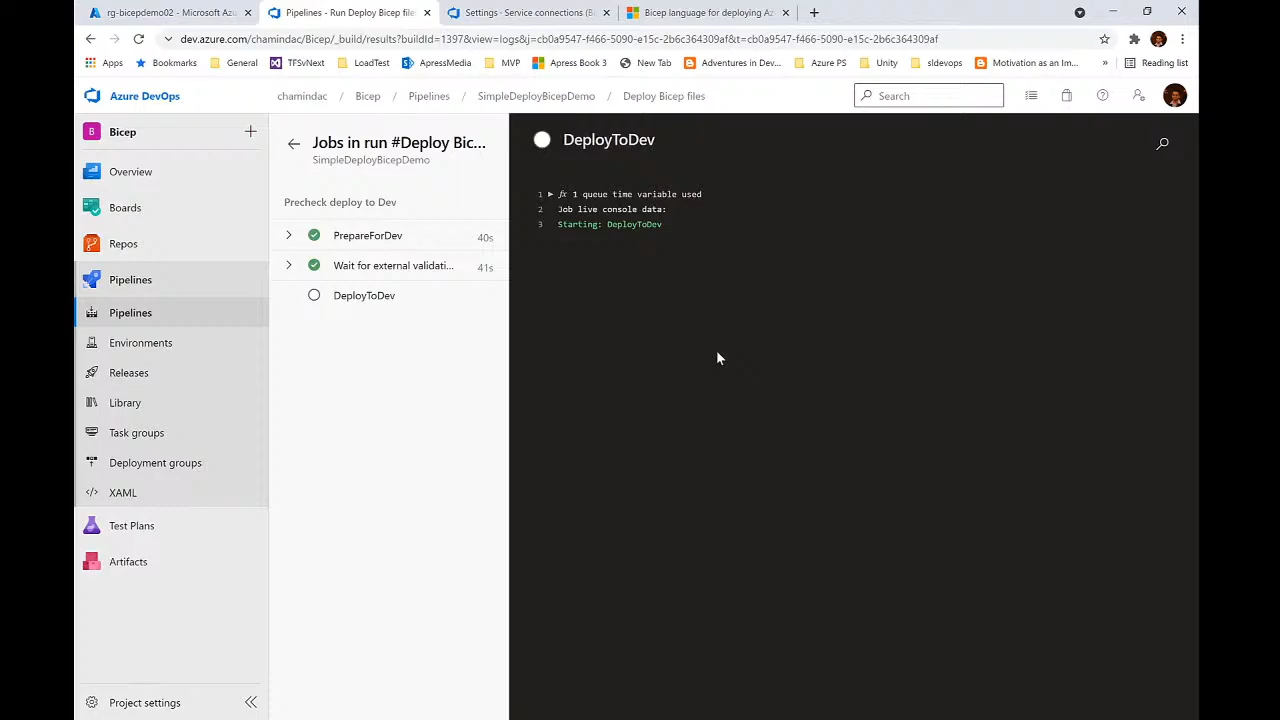 rg-bicepdemo02 - Microsoft Azu
Pipelines - Run Deploy Bicep files
Settings - Service connections (Bi
Bicep language for deploying Az
dev.azure.com/chamindac/Bicep/_build/results?buildId=1397&view=logs&j=cb0a9547-f466-5090-e15c-2b6c364309af&t=cb0a9547-f466-5090-e15c-2b6c364309af
Apps
Bookmarks
General
TFSvNext
LoadTest
ApressMedia
MVP
Apress Book 3
New Tab
Adventures in Dev...
Azure PS
Unity
sldevops
Motivation as an Im...
»
Reading list
Azure DevOps
chamindac / Bicep / Pipelines / SimpleDeployBicepDemo / Deploy Bicep files
Search
B Bicep
Overview
Boards
Repos
Pipelines
Pipelines
Environments
Releases
Library
Task groups
Deployment groups
XAML
Test Plans
Artifacts
Project settings
Jobs in run #Deploy Bic...
SimpleDeployBicepDemo
Precheck deploy to Dev
PrepareForDev 40s
Wait for external validati... 41s
DeployToDev
DeployToDev
1 fx 1 queue time variable used
2 Job live console data:
3 Starting: DeployToDev